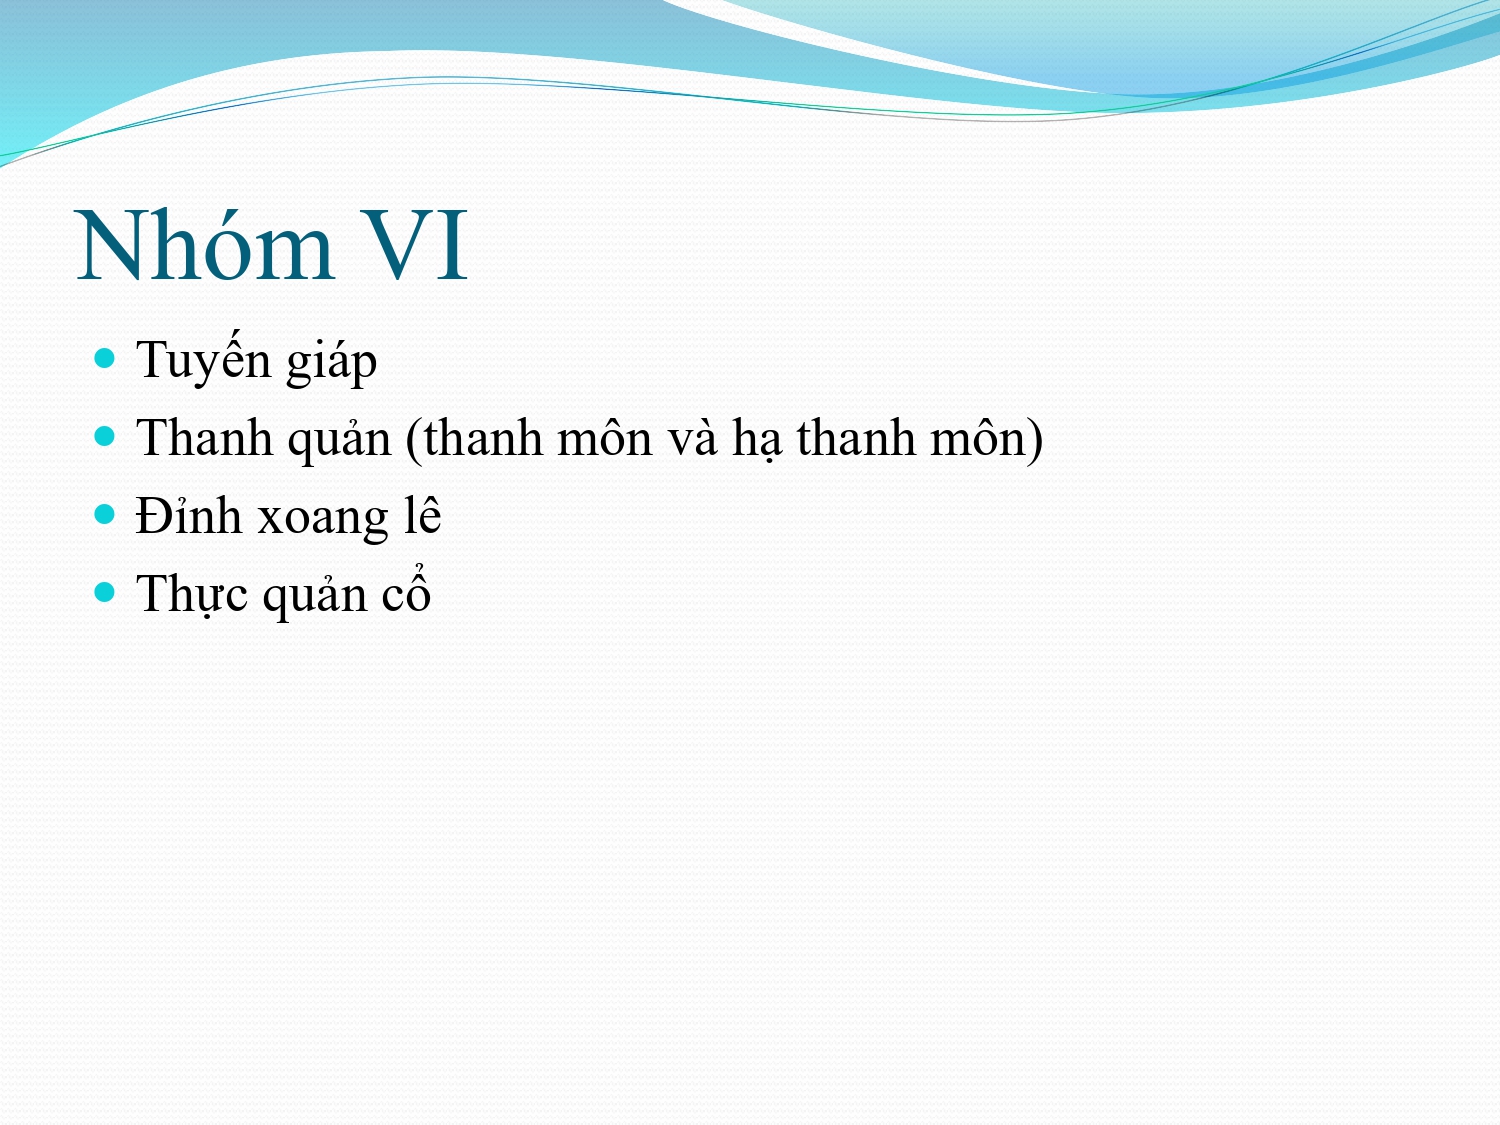 Nhóm VI
Tuyến giáp
Thanh quản (thanh môn và hạ thanh môn)
Đỉnh xoang lê
Thực quản cổ